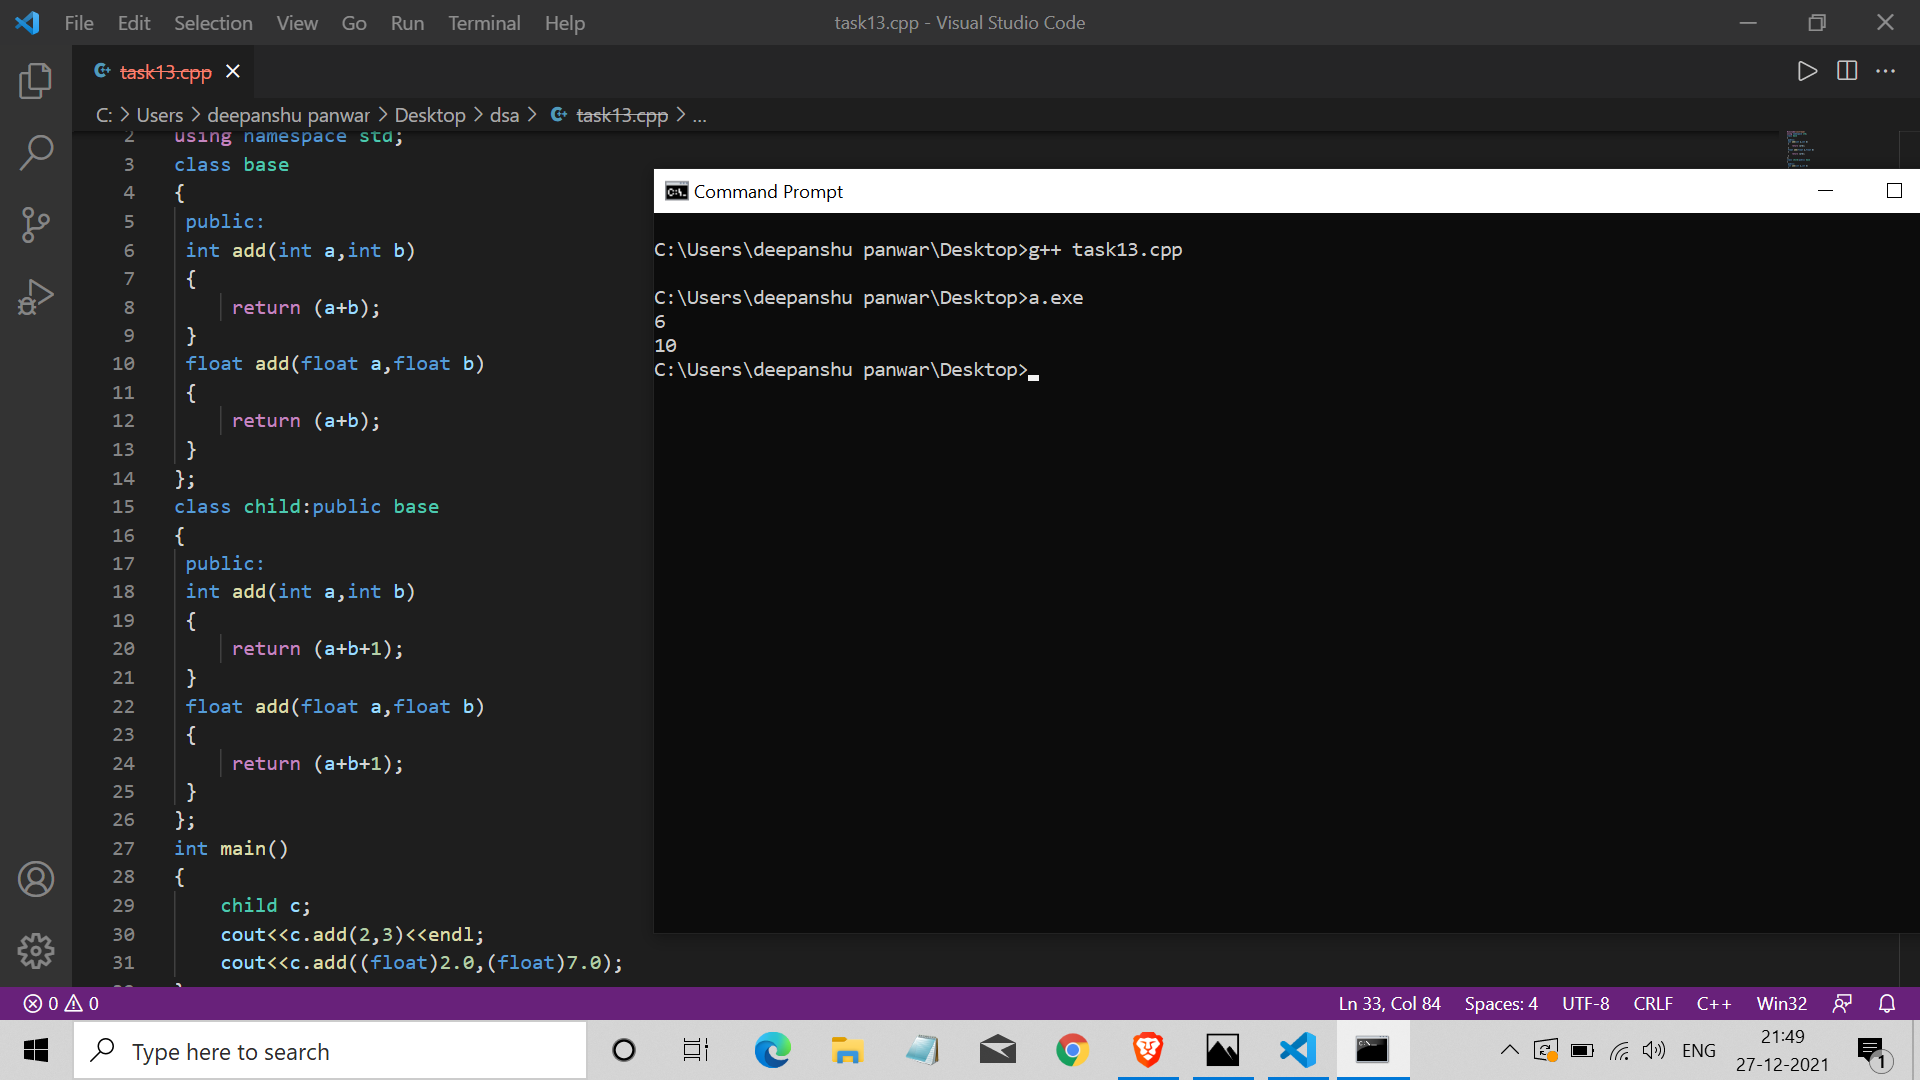 File Edit Selection View Go Run Terminal Help task13.cpp - Visual Studio Code
task13.cpp
C: > Users > deepanshu panwar > Desktop > dsa > task13.cpp > ...
2 using namespace std;
3 class base
4 {
5 public:
6 int add(int a,int b)
7 {
8 return (a+b);
9 }
10 float add(float a,float b)
11 {
12 return (a+b);
13 }
14 };
15 class child:public base
16 {
17 public:
18 int add(int a,int b)
19 {
20 return (a+b+1);
21 }
22 float add(float a,float b)
23 {
24 return (a+b+1);
25 }
26 };
27 int main()
28 {
29 child c;
30 cout<<c.add(2,3)<<endl;
31 cout<<c.add((float)2.0,(float)7.0);
Command Prompt
C:\Users\deepanshu panwar\Desktop>g++ task13.cpp
C:\Users\deepanshu panwar\Desktop>a.exe
6
10
C:\Users\deepanshu panwar\Desktop>
0 0 Ln 33, Col 84 Spaces: 4 UTF-8 CRLF C++ Win32
Type here to search
ENG
21:49
27-12-2021
1